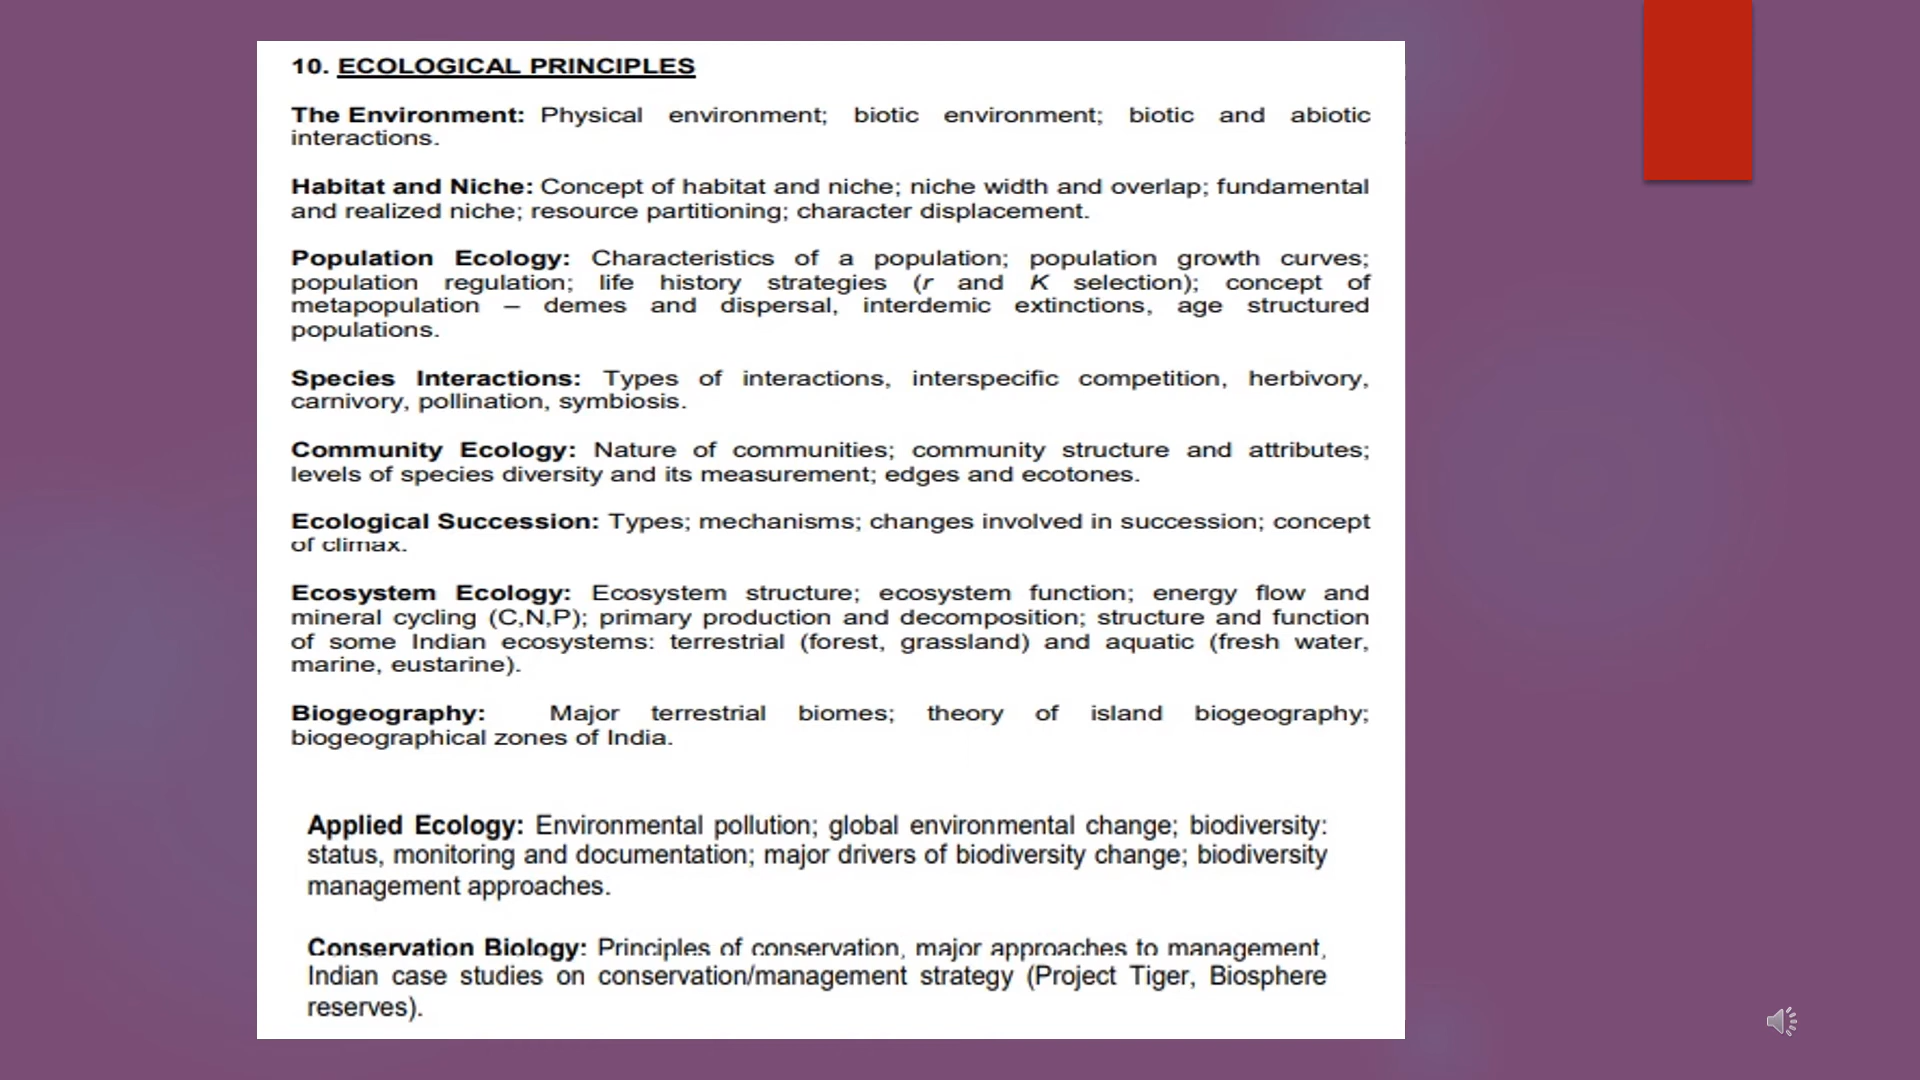 10. ECOLOGICAL PRINCIPLES
The Environment: Physical environment; biotic environment; biotic and abiotic
interactions.
Habitat and Niche: Concept of habitat and niche; niche width and overlap; fundamental
and realized niche; resource partitioning; character displacement.
Population Ecology: Characteristics of a population; population growth curves;
population regulation; life history strategies (r and K selection); concept of
metapopulation – demes and dispersal, interdemic extinctions, age structured
populations.
Species Interactions: Types of interactions, interspecific competition, herbivory,
carnivory, pollination, symbiosis.
Community Ecology: Nature of communities; community structure and attributes;
levels of species diversity and its measurement; edges and ecotones.
Ecological Succession: Types; mechanisms; changes involved in succession; concept
of climax.
Ecosystem Ecology: Ecosystem structure; ecosystem function; energy flow and
mineral cycling (C,N,P); primary production and decomposition; structure and function
of some Indian ecosystems: terrestrial (forest, grassland) and aquatic (fresh water,
marine, eustarine).
Biogeography: Major terrestrial biomes; theory of island biogeography;
biogeographical zones of India.
Applied Ecology: Environmental pollution; global environmental change; biodiversity:
status, monitoring and documentation; major drivers of biodiversity change; biodiversity
management approaches.
Conservation Biology: Principles of conservation, major approaches to management,
Indian case studies on conservation/management strategy (Project Tiger, Biosphere
reserves).